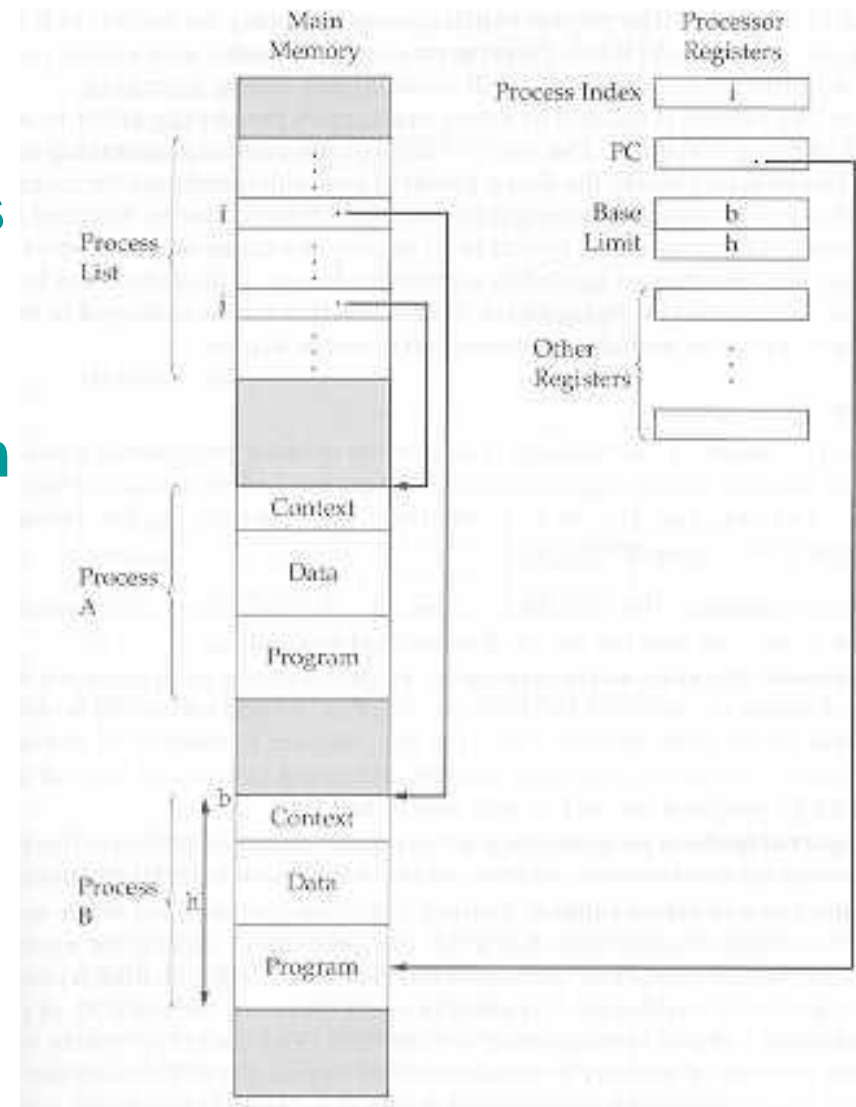 Main
Memory
Processor
Registers
Process Index
i
PC
Base
b
Limit
h
Other
Registers
Process
List
i
j
s
n
Context
Data
Program
Process
A
b
Context
Data
Program
Process
B
h